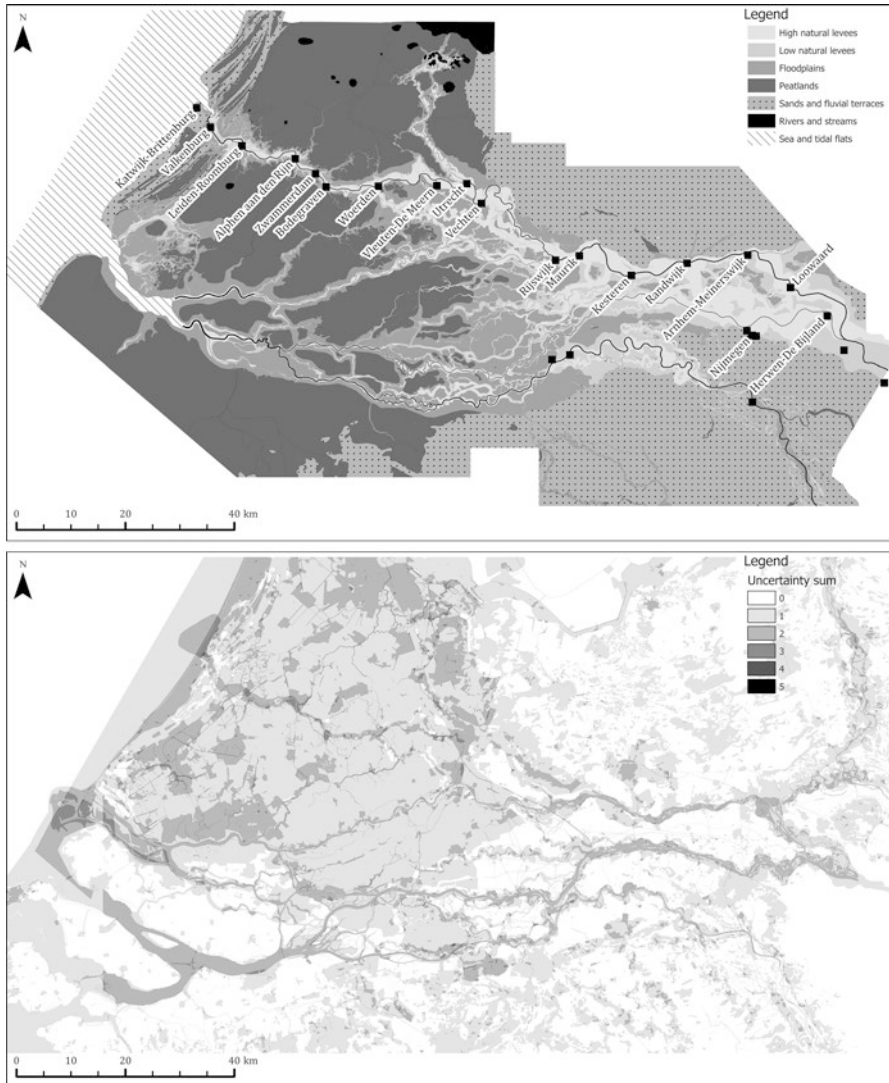 N
Legend
High natural levees
Low natural levees
Floodplains
Peatlands
Sands and fluvial terraces
Rivers and streams
Sea and tidal flats
Katwijk-Brittenburg
Valkenburg
Leiden-Roomburg
Alphen aan den Rijn
Zwammerdam
Bodegraven
Woerden
Vleuten-De Meern
Utrecht
Vechten
Rijswijk
Maurik
Kesteren
Randwijk
Arnhem-Meinerswijk
Loowaard
Nijmegen
Herwen-De Bijland
0 10 20 40 km
N
Legend
Uncertainty sum
0
1
2
3
4
5
0 10 20 40 km